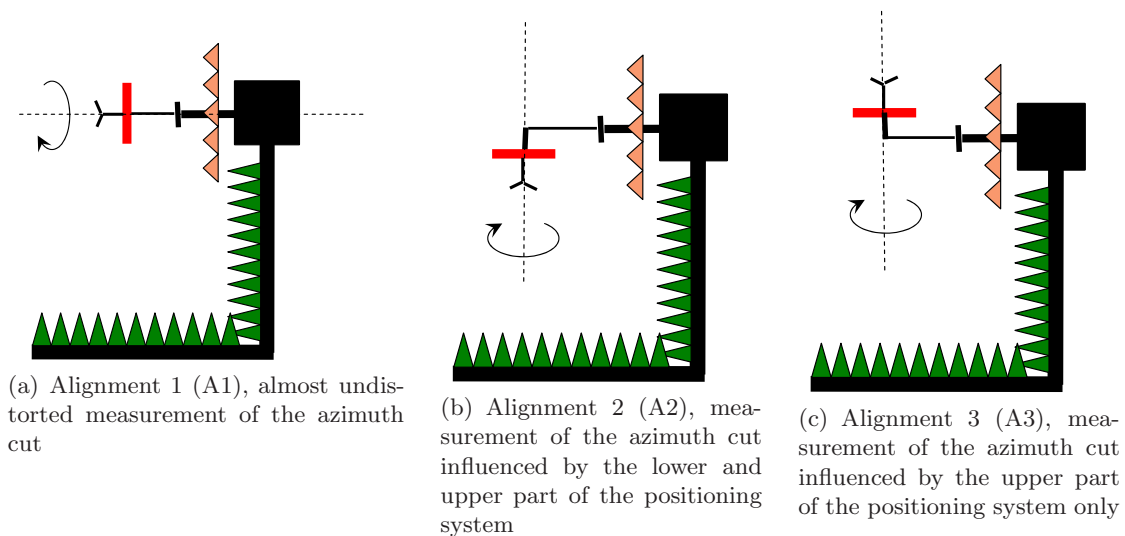 (a) Alignment 1 (A1), almost undis-
torted measurement of the azimuth
cut
(b) Alignment 2 (A2), mea-
surement of the azimuth cut
influenced by the lower and
upper part of the positioning
system
(c) Alignment 3 (A3), mea-
surement of the azimuth cut
influenced by the upper part
of the positioning system only